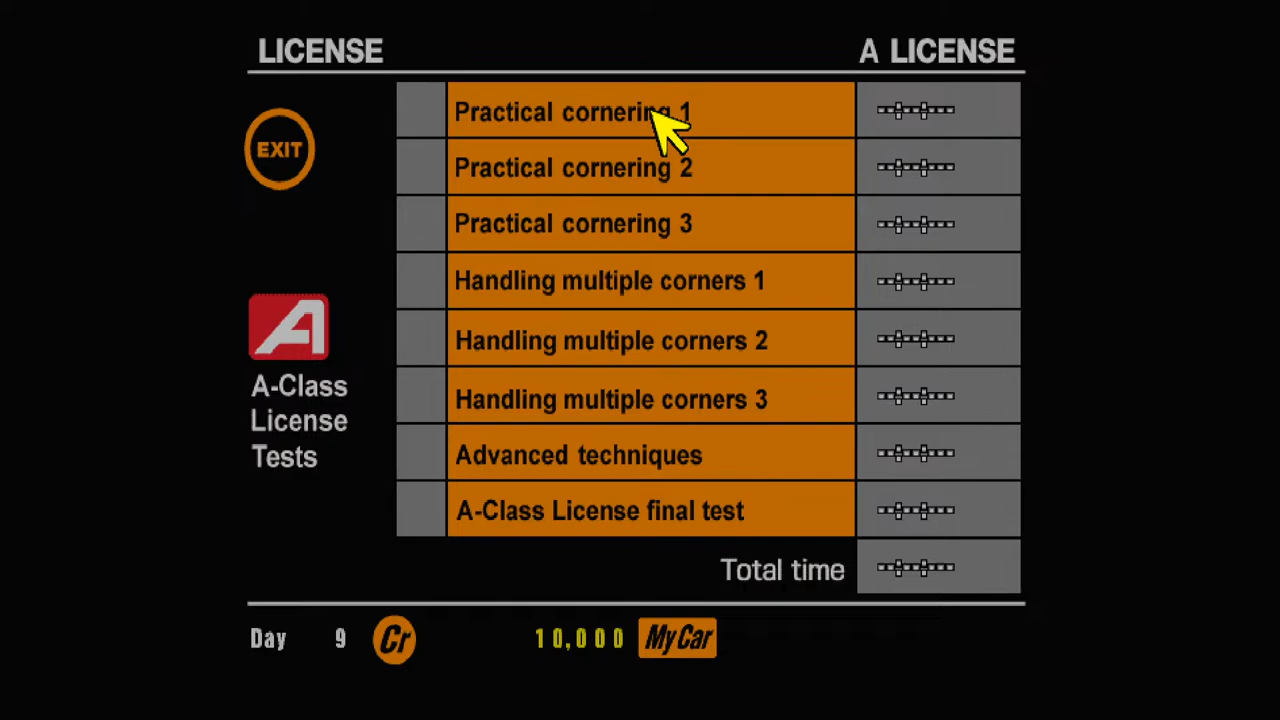 LICENSE
A LICENSE
EXIT
Practical cornering 1
Practical cornering 2
Practical cornering 3
Handling multiple corners 1
Handling multiple corners 2
Handling multiple corners 3
Advanced techniques
A-Class License final test
Total time
A
A-Class
License
Tests
Day 9 Cr 10,000 MyCar